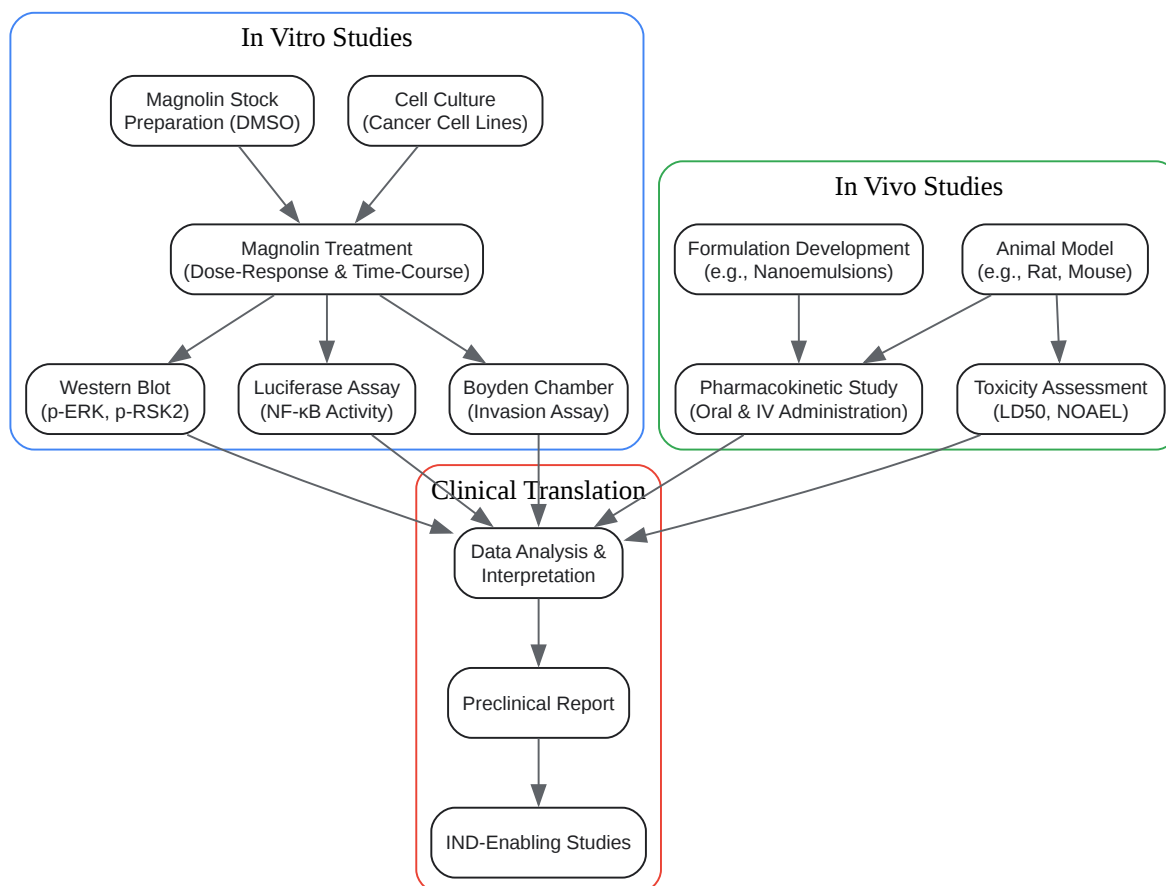 In Vitro Studies
Magnolin Stock
Preparation (DMSO)
Cell Culture
(Cancer Cell Lines)
Magnolin Treatment
(Dose-Response & Time-Course)
Western Blot
(p-ERK, p-RSK2)
Luciferase Assay
(NF-κB Activity)
Boyden Chamber
(Invasion Assay)
In Vivo Studies
Formulation Development
(e.g., Nanoemulsions)
Animal Model
(e.g., Rat, Mouse)
Pharmacokinetic Study
(Oral & IV Administration)
Toxicity Assessment
(LD50, NOAEL)
Clinical Translation
Data Analysis &
Interpretation
Preclinical Report
IND-Enabling Studies